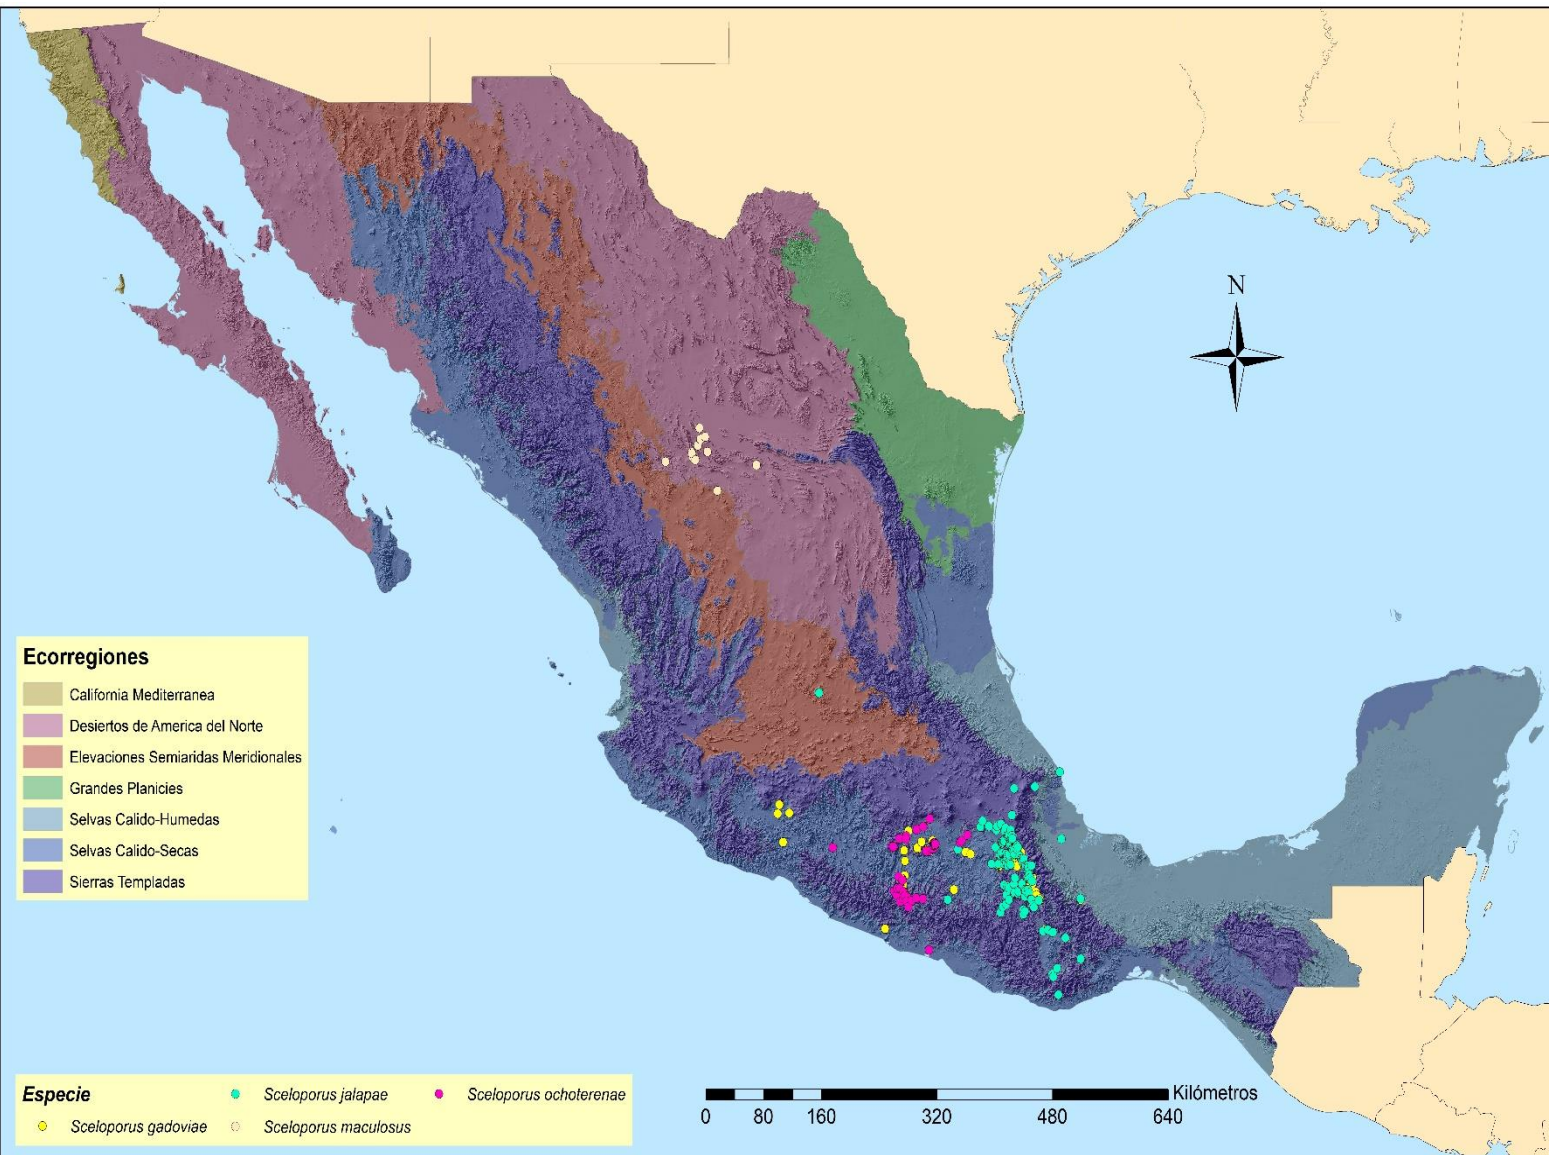 N
Ecorregiones
California Mediterranea
Desiertos de America del Norte
Elevaciones Semiaridas Meridionales
Grandes Planicies
Selvas Calido-Humedas
Selvas Calido-Secas
Sierras Templadas
Especie
Sceloporus jalapae
Sceloporus ochoterenae
Sceloporus gadoviae
Sceloporus maculosus
Kilómetros
0 80 160 320 480 640